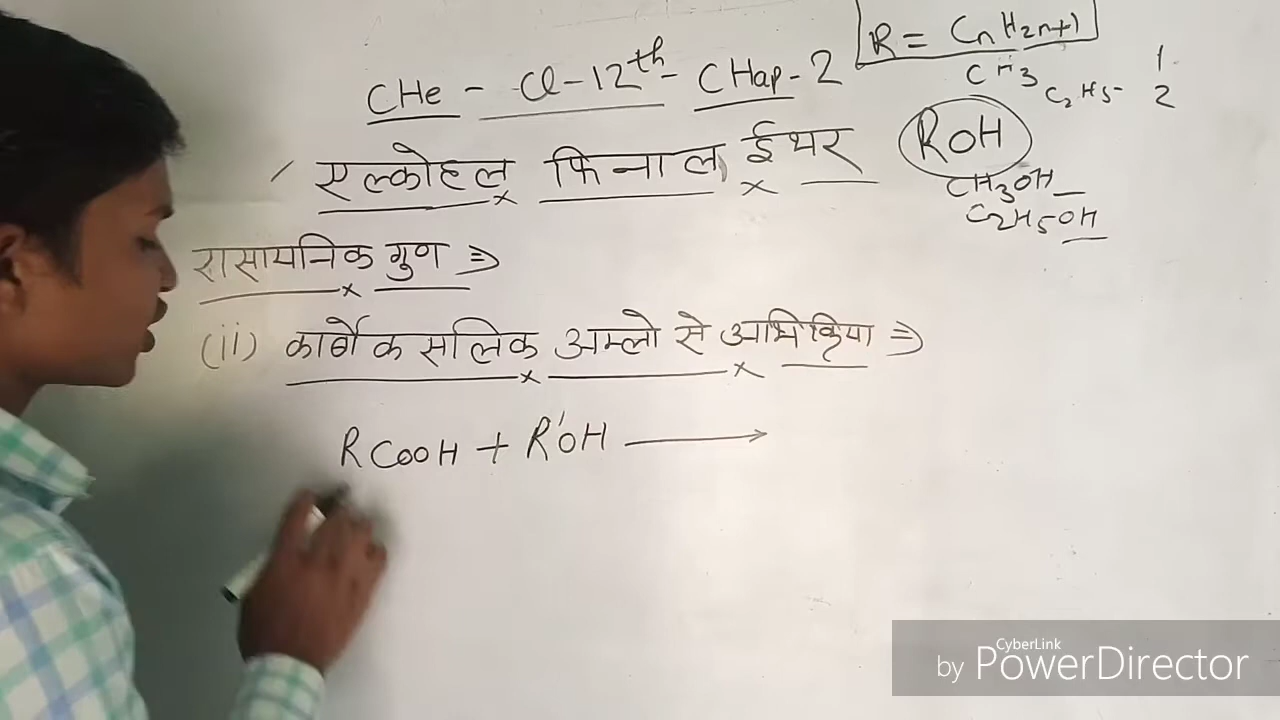 CHe - Cl-12th- CHap-2
R = CnH2n+1
CH3 1
C2H5- 2
एल्कोहल, फिनाल, ईथर
ROH
CH3OH
C2H5OH
रासायनिक गुण ⇒
(ii) कार्बोकसलिक अम्लो से अभिक्रिया ⇒
RCOOH + R'OH ⟶
CyberLink
by PowerDirector